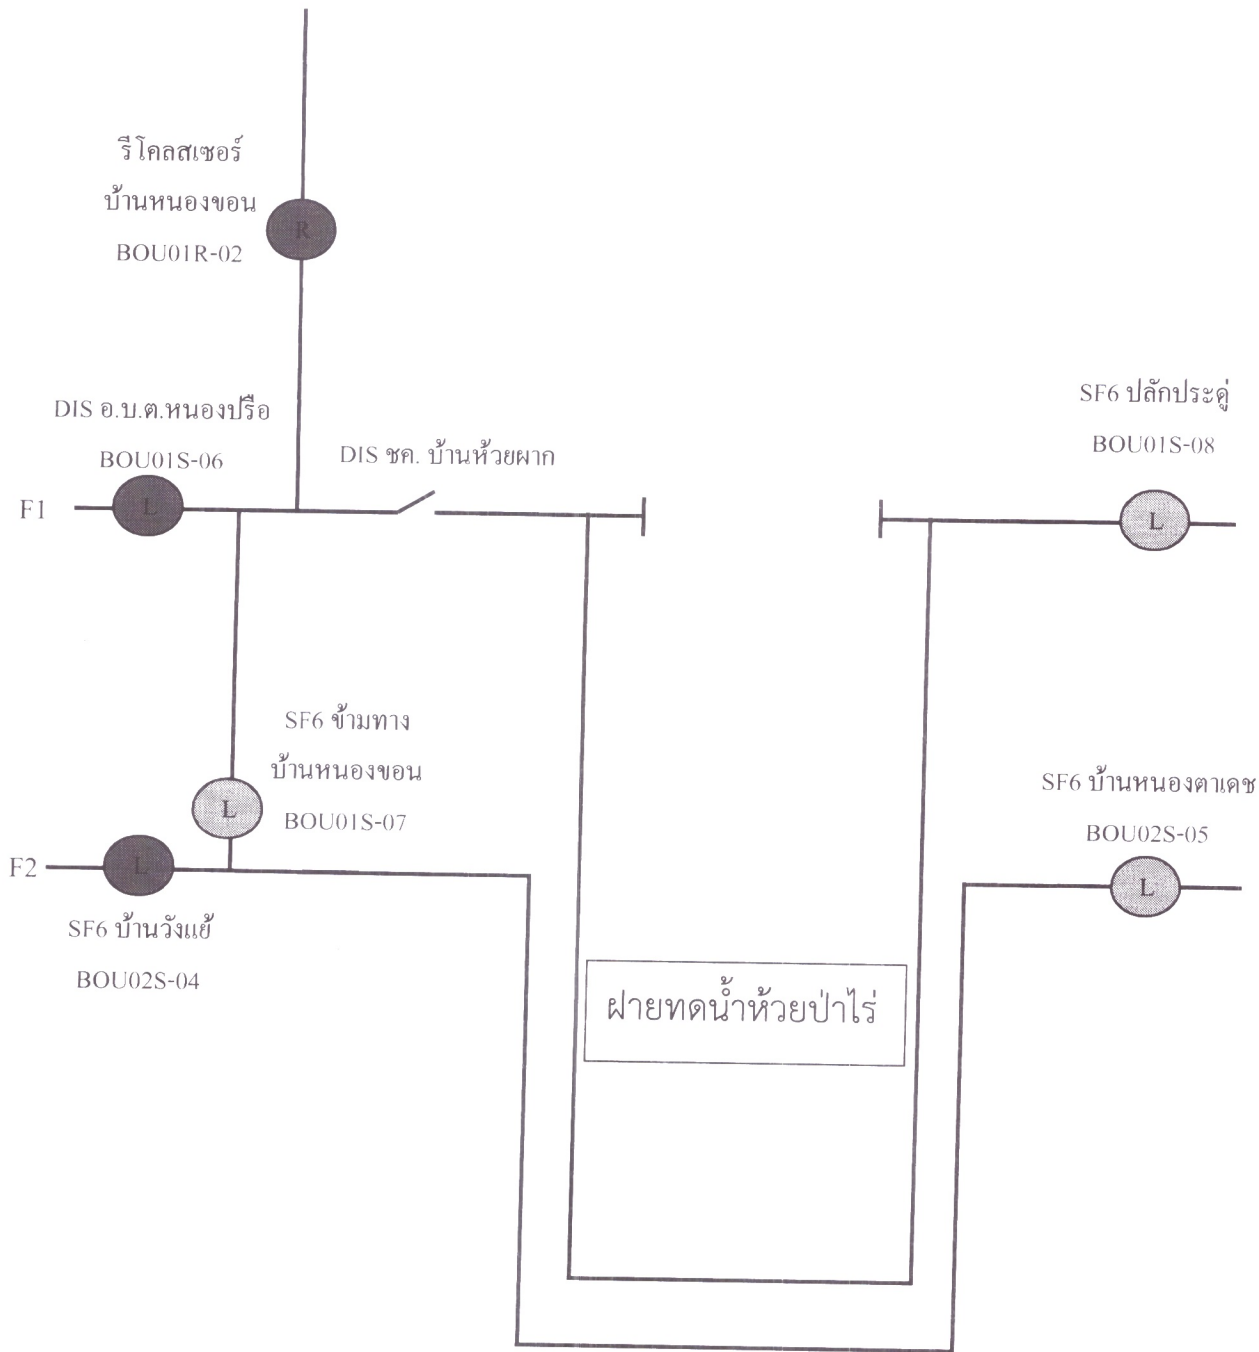 รีโคลสเซอร์
บ้านหนองขอน
BOU01R-02
R
DIS อ.บ.ต.หนองปรือ
BOU01S-06
F1
L
DIS ชค. บ้านห้วยผาก
SF6 ปลักประดู่
BOU01S-08
L
SF6 ข้ามทาง
บ้านหนองขอน
BOU01S-07
L
F2
L
SF6 บ้านวังแย้
BOU02S-04
SF6 บ้านหนองตาเดช
BOU02S-05
L
ฝายทดน้ำห้วยป่าไร่